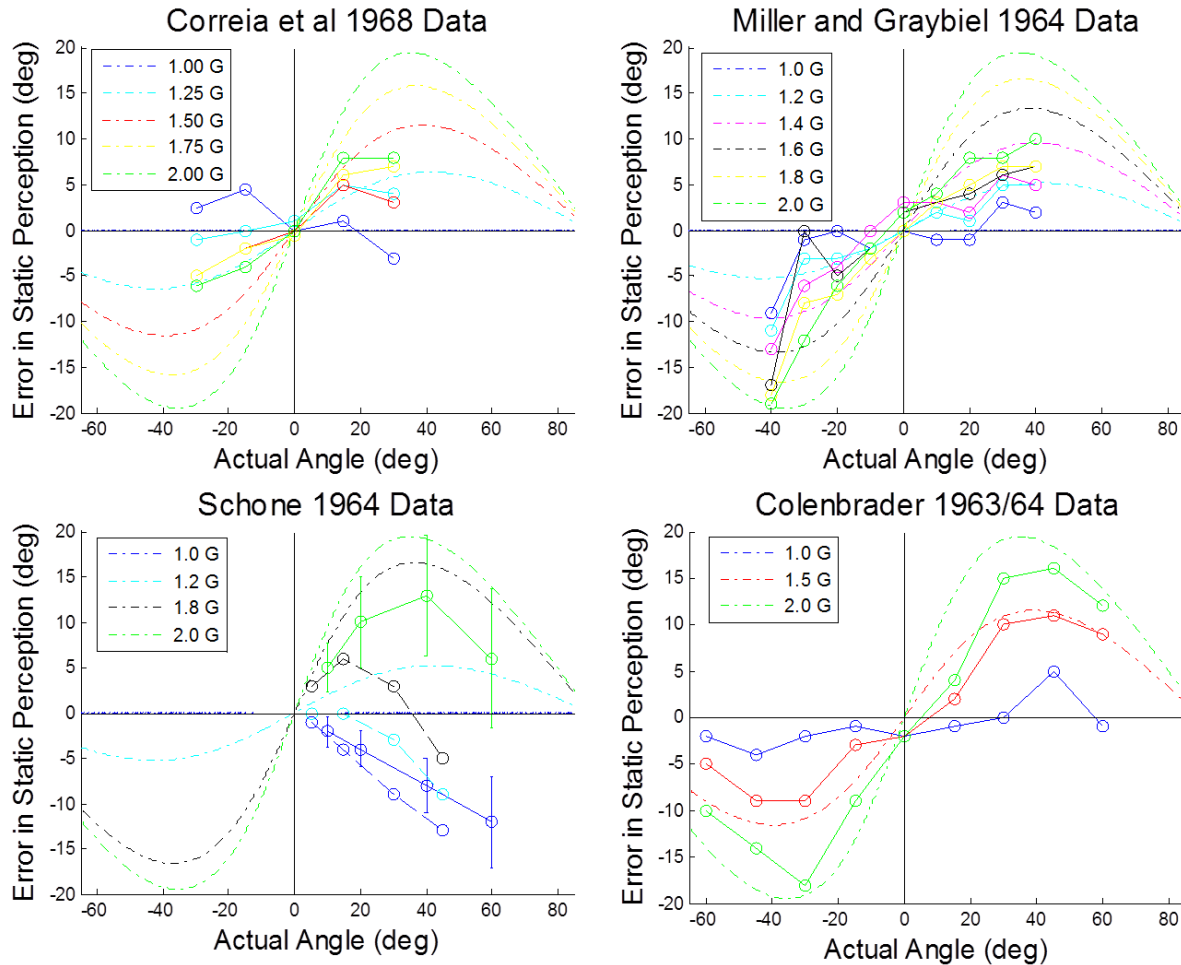 Correia et al 1968 Data
Error in Static Perception (deg)
20
15
10
5
0
-5
-10
-15
-20
1.00 G
1.25 G
1.50 G
1.75 G
2.00 G
-60 -40 -20 0 20 40 60 80
Actual Angle (deg)
Miller and Graybiel 1964 Data
Error in Static Perception (deg)
20
15
10
5
0
-5
-10
-15
-20
1.0 G
1.2 G
1.4 G
1.6 G
1.8 G
2.0 G
-60 -40 -20 0 20 40 60 80
Actual Angle (deg)
Schone 1964 Data
Error in Static Perception (deg)
20
15
10
5
0
-5
-10
-15
-20
1.0 G
1.2 G
1.8 G
2.0 G
-60 -40 -20 0 20 40 60 80
Actual Angle (deg)
Colenbrader 1963/64 Data
Error in Static Perception (deg)
20
15
10
5
0
-5
-10
-15
-20
1.0 G
1.5 G
2.0 G
-60 -40 -20 0 20 40 60 80
Actual Angle (deg)